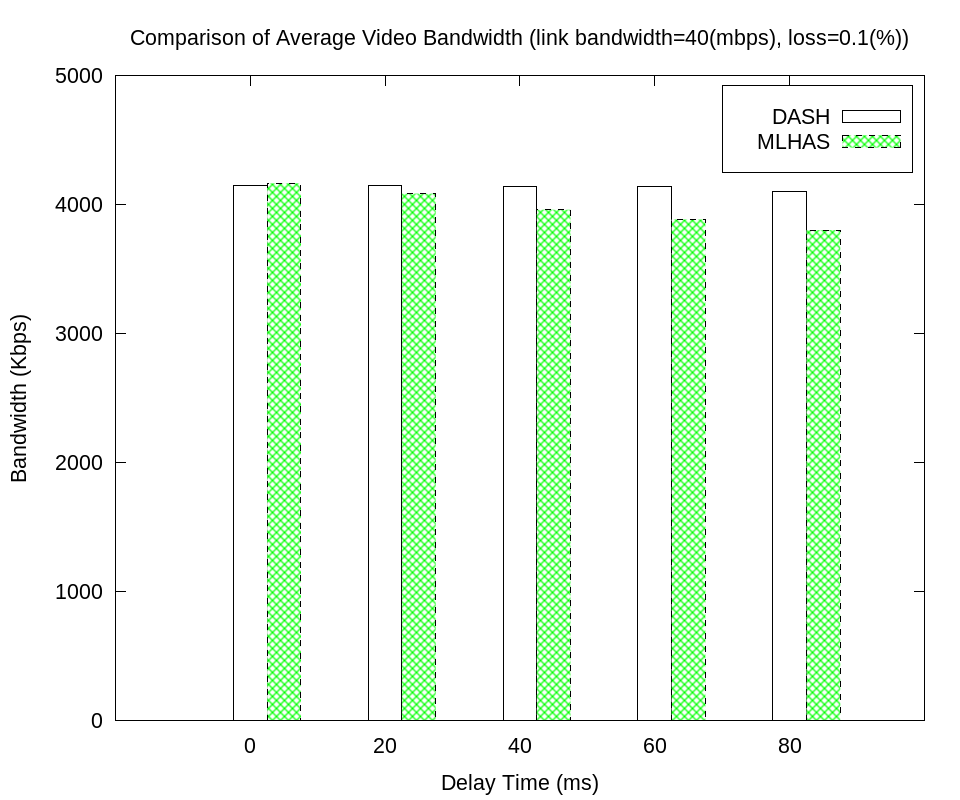 Comparison of Average Video Bandwidth (link bandwidth=40(mbps), loss=0.1(%))
5000
4000
3000
2000
1000
0
Bandwidth (Kbps)
DASH
MLHAS
0 20 40 60 80
Delay Time (ms)